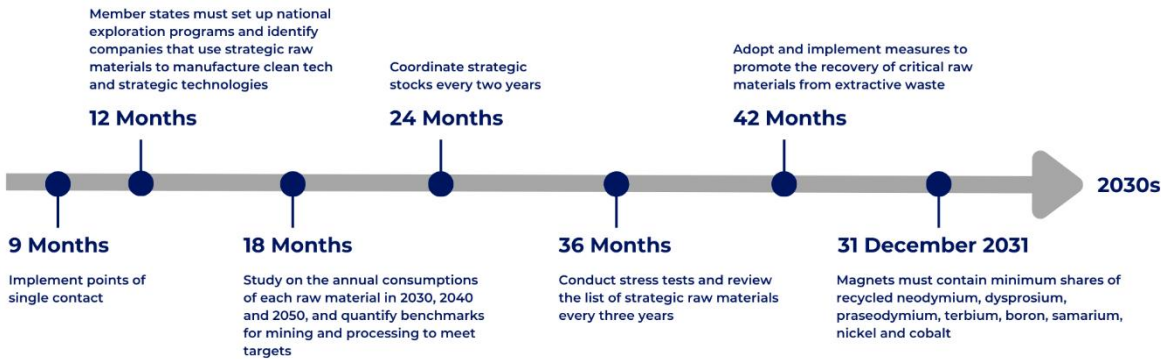 Member states must set up national
exploration programs and identify
companies that use strategic raw
materials to manufacture clean tech
and strategic technologies
12 Months
Coordinate strategic
stocks every two years
24 Months
Adopt and implement measures to
promote the recovery of critical raw
materials from extractive waste
42 Months
2030s
9 Months
Implement points of
single contact
18 Months
Study on the annual consumptions
of each raw material in 2030, 2040
and 2050, and quantify benchmarks
for mining and processing to meet
targets
36 Months
Conduct stress tests and review
the list of strategic raw materials
every three years
31 December 2031
Magnets must contain minimum shares of
recycled neodymium, dysprosium,
praseodymium, terbium, boron, samarium,
nickel and cobalt